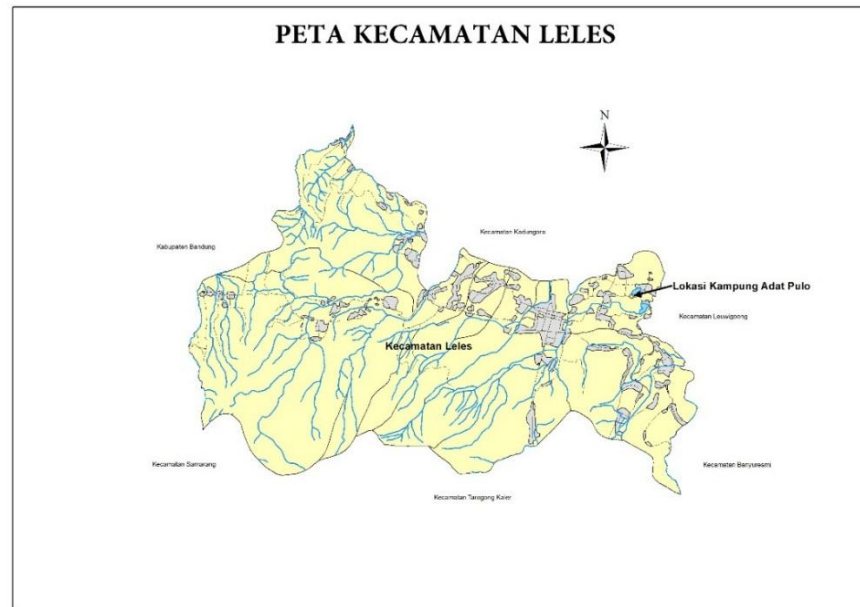 PETA KECAMATAN LELES
N
Kabupaten Bandung
Kecamatan Kadungora
Lokasi Kampung Adat Pulo
Kecamatan Leuwigoong
Kecamatan Leles
Kecamatan Samarang
Kecamatan Banyuresmi
Kecamatan Tarogong Kaler